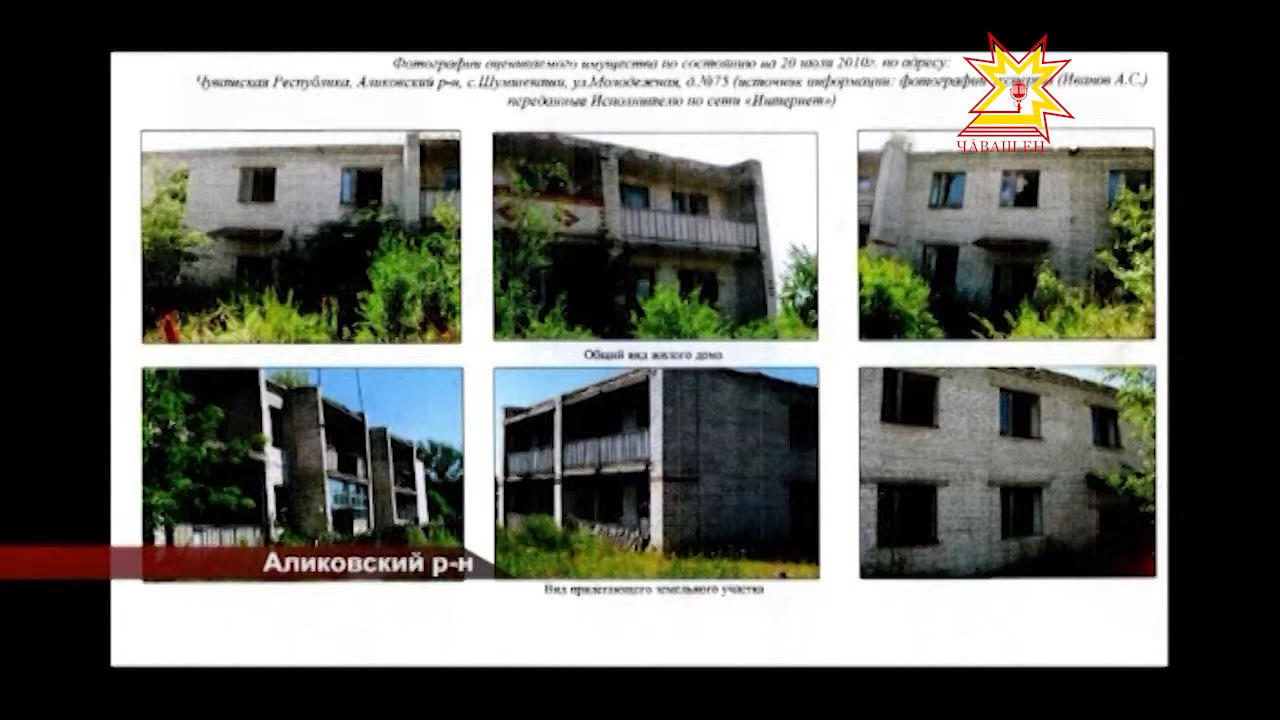 Фотографии оцениваемого имущества по состоянию на 20 июля 2010г. по адресу:
Чувашская Республика, Аликовский р-н, с.Шумшеваши, ул.Молодежная, д.№75 (источник информации: фотографии (Иванов А.С.)
переданные Исполнителю по сети «Интернет»)
ЧӐВАШ ЕН
Общий вид жилого дома
Аликовский р-н
Вид прилегающего земельного участка